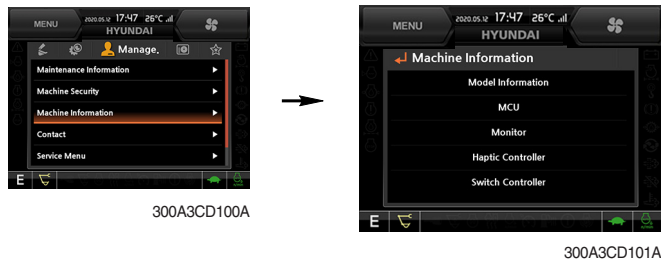 MENU
2020.05.12 17:47 26°C
HYUNDAI
Manage.
Maintenance Information
Machine Security
Machine Information
Contact
Service Menu
E
300A3CD100A
MENU
2020.05.12 17:47 26°C
HYUNDAI
Machine Information
Model Information
MCU
Monitor
Haptic Controller
Switch Controller
E
300A3CD101A